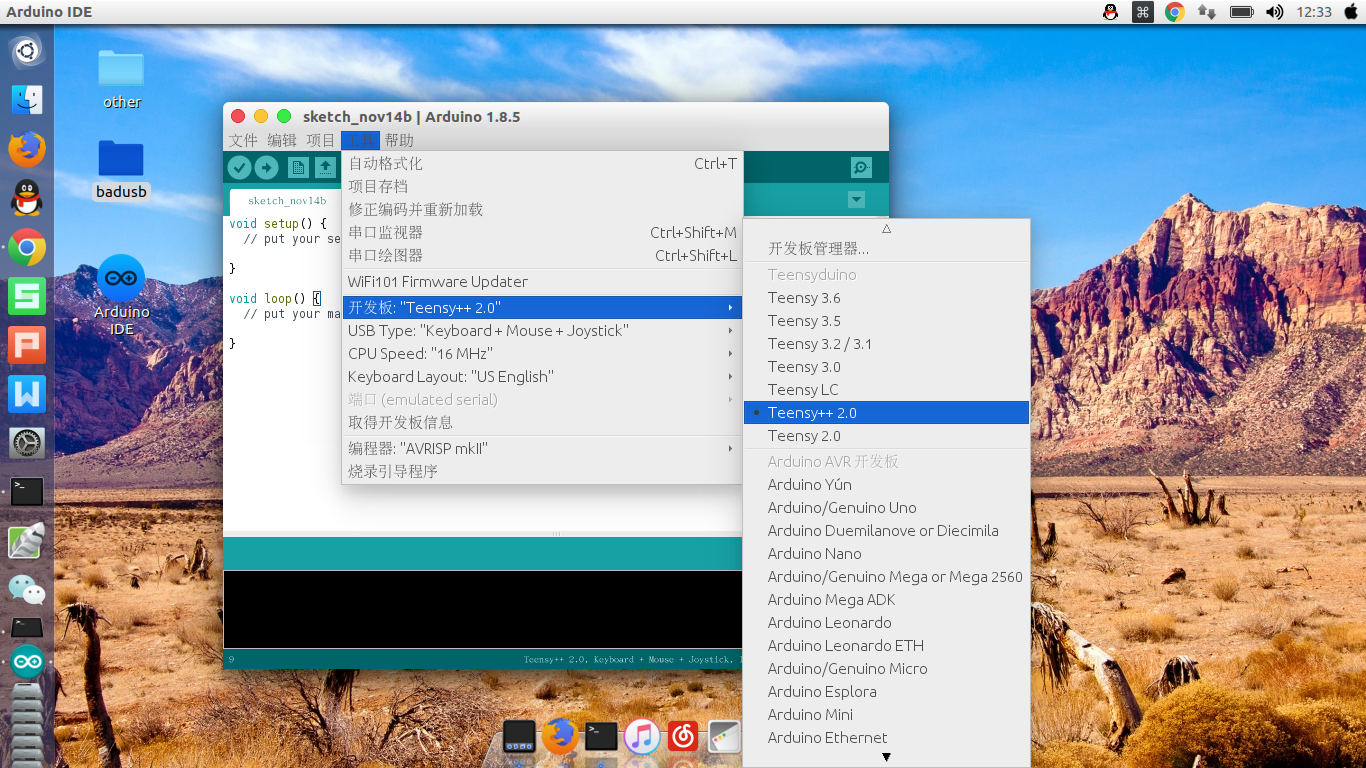 Arduino IDE
12:33
other
badusb
Arduino
IDE
sketch_nov14b | Arduino 1.8.5
文件 编辑 项目 工具 帮助
sketch_nov14b
void setup() {
// put your se
}
void loop() {
// put your ma
}
自动格式化 Ctrl+T
项目存档
修正编码并重新加载
串口监视器 Ctrl+Shift+M
串口绘图器 Ctrl+Shift+L
WiFi101 Firmware Updater
开发板: "Teensy++ 2.0"
USB Type: "Keyboard + Mouse + Joystick"
CPU Speed: "16 MHz"
Keyboard Layout: "US English"
端口 (emulated serial)
取得开发板信息
编程器: "AVRISP mkII"
烧录引导程序
开发板管理器...
Teensyduino
Teensy 3.6
Teensy 3.5
Teensy 3.2 / 3.1
Teensy 3.0
Teensy LC
Teensy++ 2.0
Teensy 2.0
Arduino AVR 开发板
Arduino Yún
Arduino/Genuino Uno
Arduino Duemilanove or Diecimila
Arduino Nano
Arduino/Genuino Mega or Mega 2560
Arduino Mega ADK
Arduino Leonardo
Arduino Leonardo ETH
Arduino/Genuino Micro
Arduino Esplora
Arduino Mini
Arduino Ethernet
9 Teensy++ 2.0, Keyboard + Mouse + Joystick,